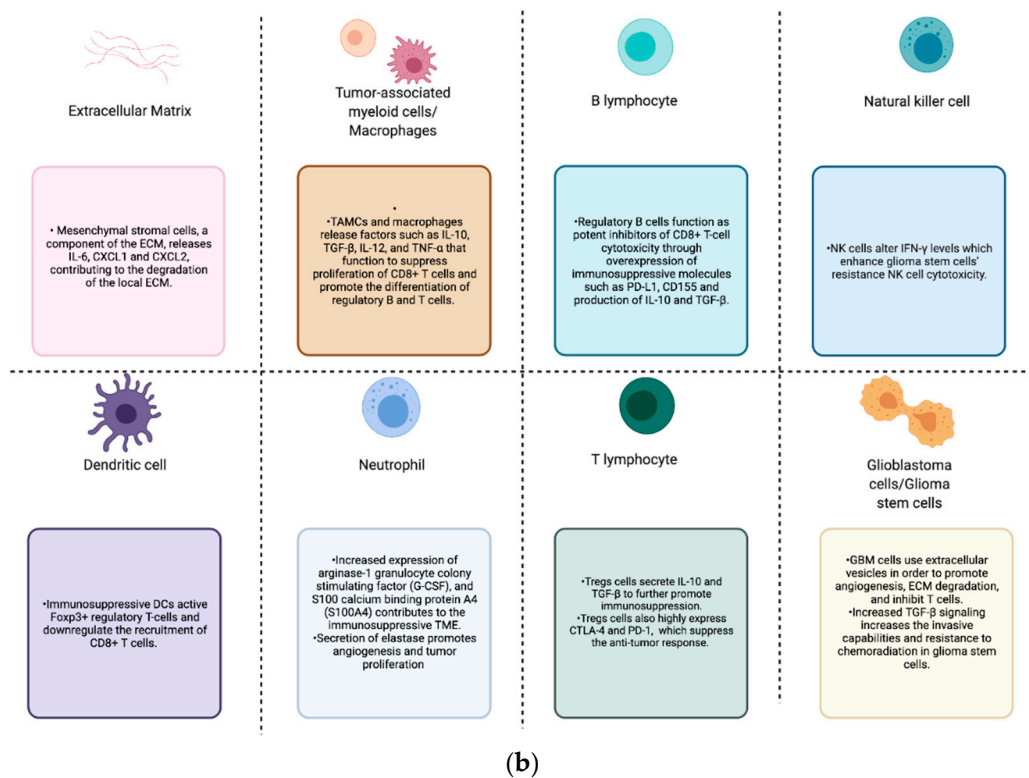 Extracellular Matrix
Tumor-associated
myeloid cells/
Macrophages
B lymphocyte
Natural killer cell
• Mesenchymal stromal cells, a
component of the ECM, releases
IL-6, CXCL1 and CXCL2,
contributing to the degradation
of the local ECM.
•
•TAMCs and macrophages
release factors such as IL-10,
TGF-β, IL-12, and TNF-α that
function to suppress
proliferation of CD8+ T cells and
promote the differentiation of
regulatory B and T cells.
•Regulatory B cells function as
potent inhibitors of CD8+ T-cell
cytotoxicity through
overexpression of
immunosuppressive molecules
such as PD-L1, CD155 and
production of IL-10 and TGF-β.
•NK cells alter IFN-γ levels which
enhance glioma stem cells'
resistance NK cell cytotoxicity.
Dendritic cell
Neutrophil
T lymphocyte
Glioblastoma
cells/Glioma
stem cells
•Immunosuppressive DCs active
Foxp3+ regulatory T-cells and
downregulate the recruitment of
CD8+ T cells.
•Increased expression of
arginase-1 granulocyte colony
stimulating factor (G-CSF), and
S100 calcium binding protein A4
(S100A4) contributes to the
immunosuppressive TME.
•Secretion of elastase promotes
angiogenesis and tumor
proliferation
•Tregs cells secrete IL-10 and
TGF-β to further promote
immunosuppression.
•Tregs cells also highly express
CTLA-4 and PD-1, which suppress
the anti-tumor response.
•GBM cells use extracellular
vesicles in order to promote
angiogenesis, ECM degradation,
and inhibit T cells.
•Increased TGF-β signaling
increases the invasive
capabilities and resistance to
chemoradiation in glioma stem
cells.
(b)